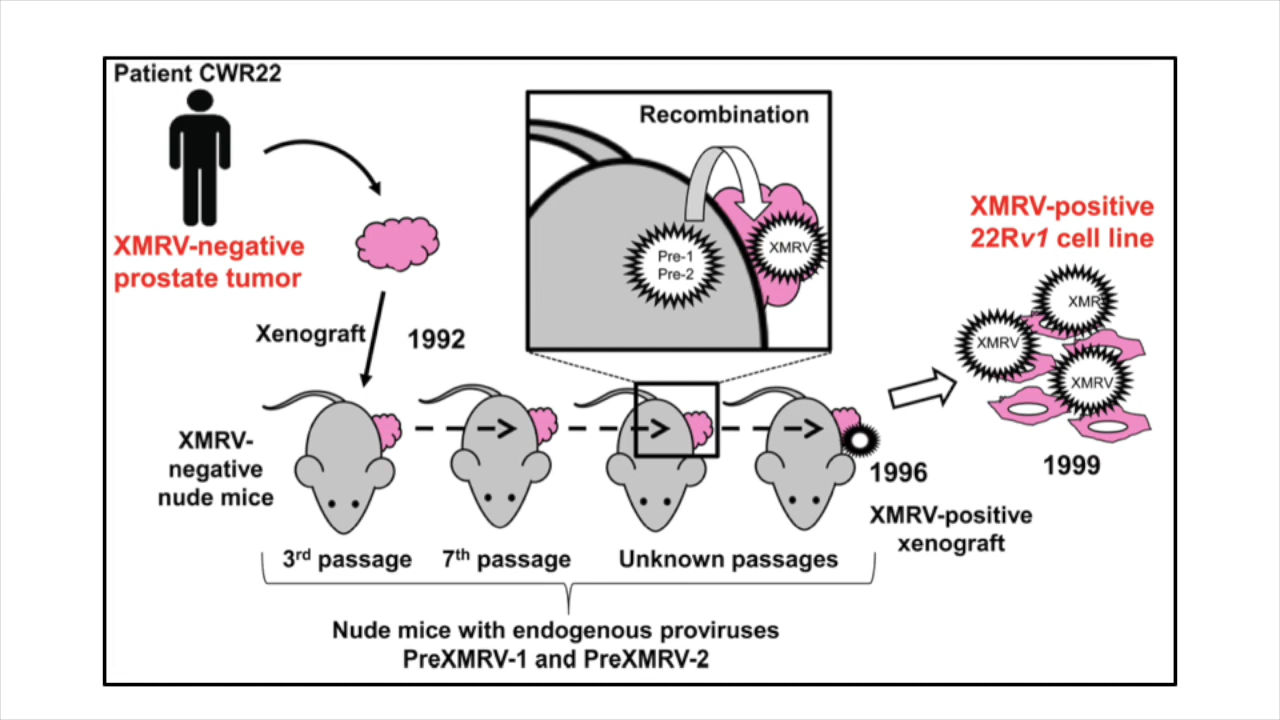 Patient CWR22
XMRV-negative
prostate tumor
Xenograft
1992
Recombination
Pre-1
Pre-2
XMRV
XMRV-positive
22Rv1 cell line
XMR
XMRV
XMRV
1999
XMRV-
negative
nude mice
1996
XMRV-positive
xenograft
3rd passage
7th passage
Unknown passages
Nude mice with endogenous proviruses
PreXMRV-1 and PreXMRV-2